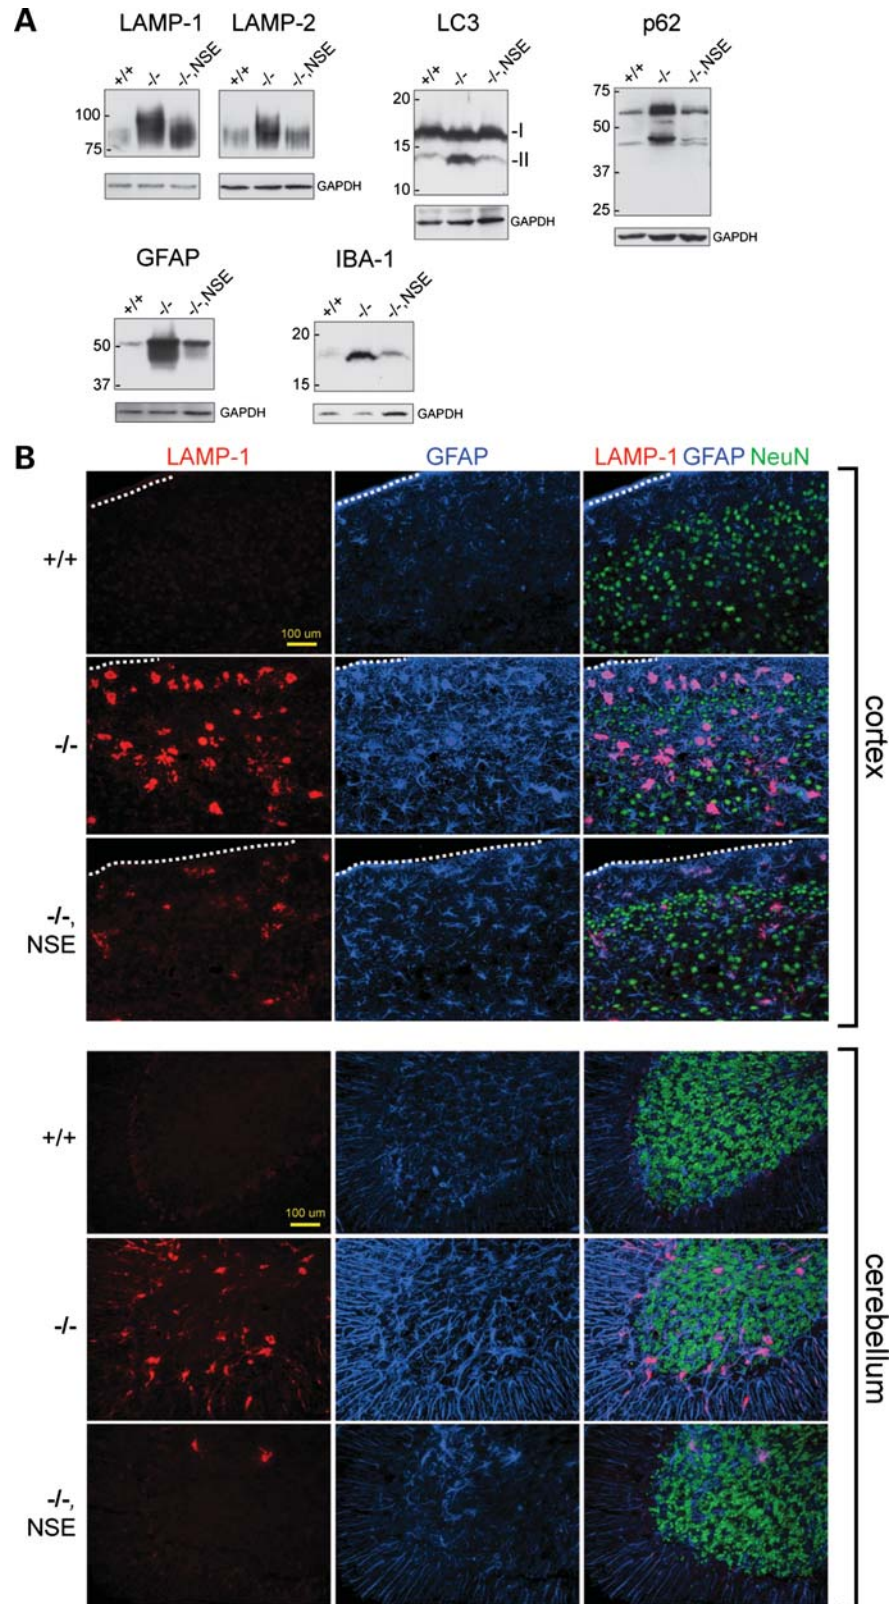 A
LAMP-1 LAMP-2 LC3 p62
+/+ -/- -/-,NSE +/+ -/- -/-,NSE +/+ -/- -/-,NSE +/+ -/- -/-,NSE
100
75
GAPDH
20
15
10
-I
-II
GAPDH
75
50
37
25
GAPDH
GFAP IBA-1
+/+ -/- -/-,NSE +/+ -/- -/-,NSE
50
37
GAPDH
20
15
GAPDH
B
LAMP-1 GFAP LAMP-1 GFAP NeuN
+/+
100 um
-/-
-/-,
NSE
cortex
+/+
100 um
-/-
-/-,
NSE
cerebellum